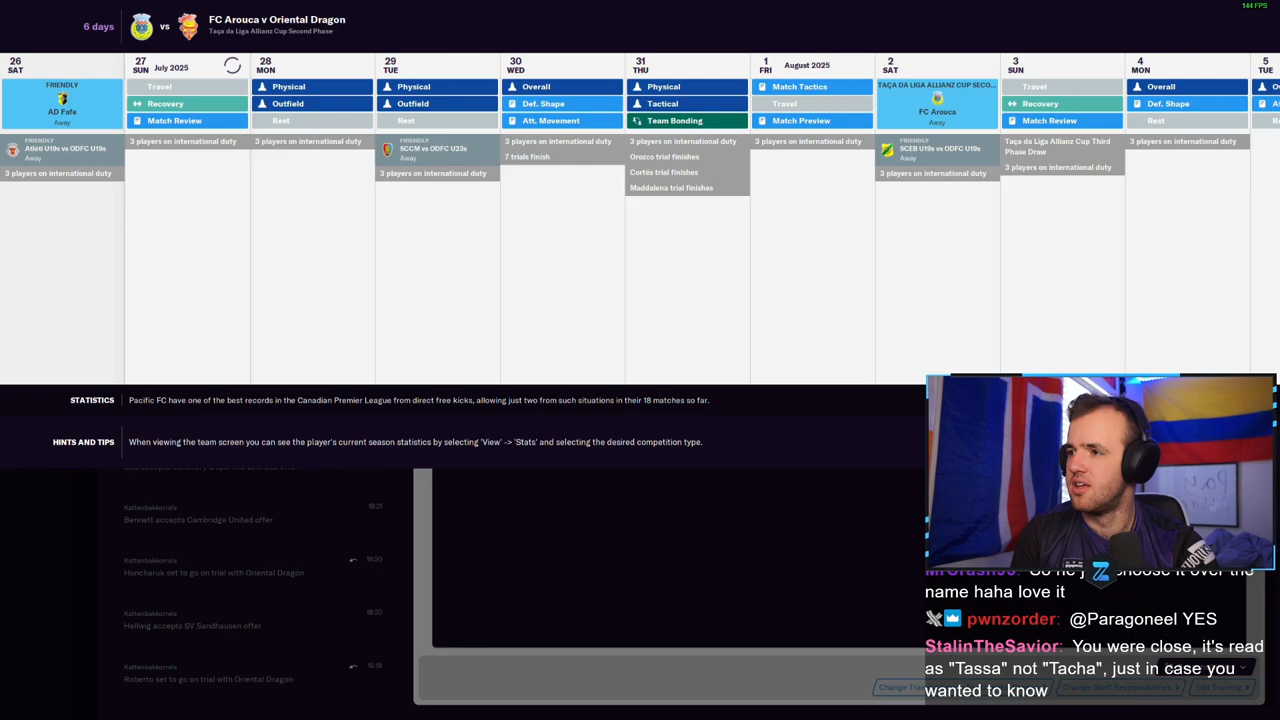 144 FPS
6 days
vs
FC Arouca v Oriental Dragon
Taça da Liga Allianz Cup Second Phase
26
SAT
27
SUN
July 2025
28
MON
29
TUE
30
WED
31
THU
1
FRI
August 2025
2
SAT
3
SUN
4
MON
5
TUE
FRIENDLY
AD Fafe
Away
Travel
Recovery
Match Review
Physical
Outfield
Rest
Physical
Outfield
Rest
Overall
Def. Shape
Att. Movement
Physical
Tactical
Team Bonding
Match Tactics
Travel
Match Preview
TAÇA DA LIGA ALLIANZ CUP SECO...
FC Arouca
Away
Travel
Recovery
Match Review
Overall
Def. Shape
Rest
FRIENDLY
Atléti U19s vs ODFC U19s
Away
3 players on international duty
3 players on international duty
3 players on international duty
FRIENDLY
SCCM vs ODFC U23s
Away
3 players on international duty
3 players on international duty
7 trials finish
3 players on international duty
Orozco trial finishes
Cortés trial finishes
Maddalena trial finishes
3 players on international duty
FRIENDLY
SCEB U19s vs ODFC U19s
Away
3 players on international duty
Taça da Liga Allianz Cup Third
Phase Draw
3 players on international duty
3 players on international duty
STATISTICS
Pacific FC have one of the best records in the Canadian Premier League from direct free kicks, allowing just two from such situations in their 18 matches so far.
HINTS AND TIPS
When viewing the team screen you can see the player's current season statistics by selecting 'View' -> 'Stats' and selecting the desired competition type.
Kattenbakkorrels
18:21
Bennett accepts Cambridge United offer
Kattenbakkorrels
18:20
Honcharuk set to go on trial with Oriental Dragon
Kattenbakkorrels
18:20
Hellwig accepts SV Sandhausen offer
Kattenbakkorrels
Roberto set to go on trial with Oriental Dragon
Change Staff Responsibilities
Edit Training
name haha love it
pwnzorder: @Paragoneel YES
StalinTheSavior: You were close, it's read
as "Tassa" not "Tacha", just in case you
wanted to know